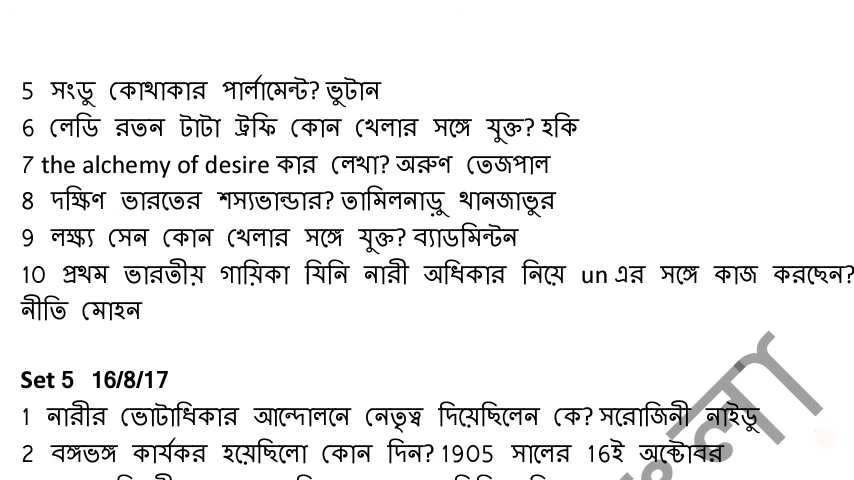 5 সংডু কোথাকার পার্লামেন্ট? ভুটান
6 লেডি রতন টাটা ট্রফি কোন খেলার সঙ্গে যুক্ত? হকি
7 the alchemy of desire কার লেখা? অরুণ তেজপাল
8 দক্ষিণ ভারতের শস্যভান্ডার? তামিলনাড়ু থানজাভুর
9 লক্ষ্য সেন কোন খেলার সঙ্গে যুক্ত? ব্যাডমিন্টন
10 প্রথম ভারতীয় গায়িকা যিনি নারী অধিকার নিয়ে un এর সঙ্গে কাজ করছেন?
নীতি মোহন
Set 5 16/8/17
1 নারীর ভোটাধিকার আন্দোলনে নেতৃত্ব দিয়েছিলেন কে? সরোজিনী নাইডু
2 বঙ্গভঙ্গ কার্যকর হয়েছিলো কোন দিন? 1905 সালের 16ই অক্টোবর